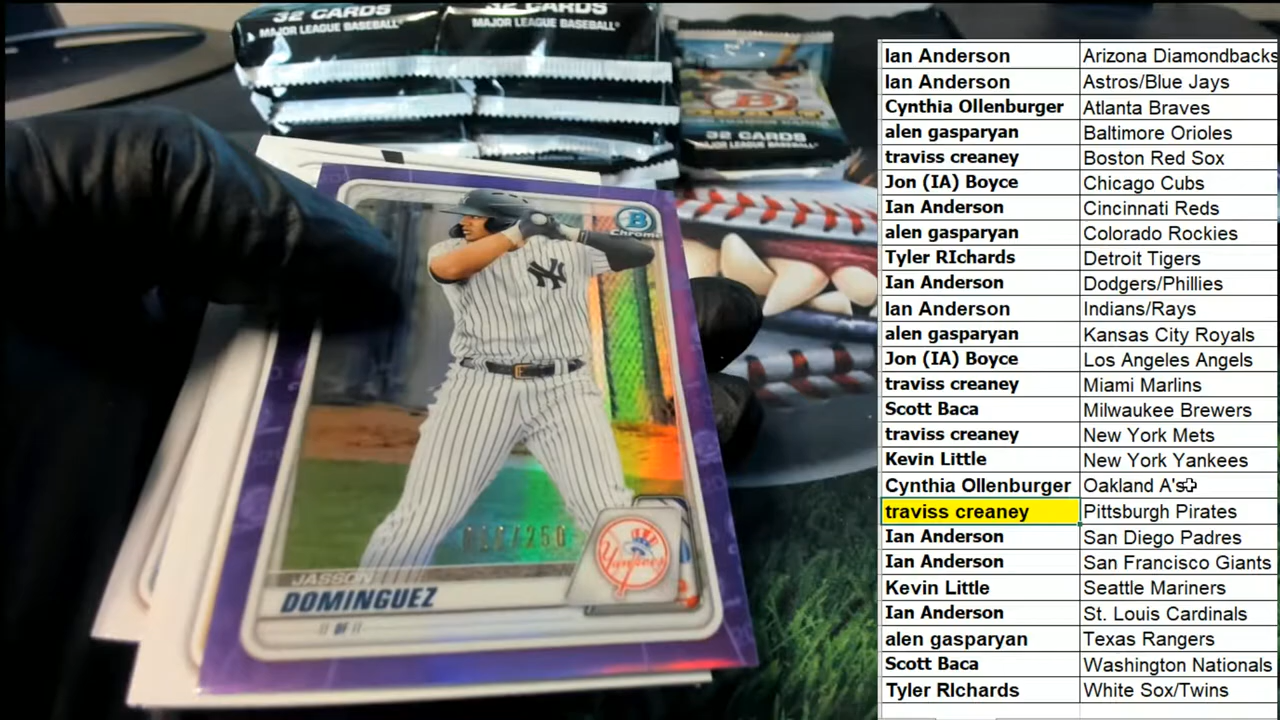 32 CARDS
MAJOR LEAGUE BASEBALL
32 CARDS
MAJOR LEAGUE BASEBALL
32 CARDS
MAJOR LEAGUE BASEBALL
B
Chrome
NY
/250
Yankees
JASSON
DOMINGUEZ
OF
Ian Anderson Arizona Diamondbacks
Ian Anderson Astros/Blue Jays
Cynthia Ollenburger Atlanta Braves
alen gasparyan Baltimore Orioles
traviss creaney Boston Red Sox
Jon (IA) Boyce Chicago Cubs
Ian Anderson Cincinnati Reds
alen gasparyan Colorado Rockies
Tyler RIchards Detroit Tigers
Ian Anderson Dodgers/Phillies
Ian Anderson Indians/Rays
alen gasparyan Kansas City Royals
Jon (IA) Boyce Los Angeles Angels
traviss creaney Miami Marlins
Scott Baca Milwaukee Brewers
traviss creaney New York Mets
Kevin Little New York Yankees
Cynthia Ollenburger Oakland A's
traviss creaney Pittsburgh Pirates
Ian Anderson San Diego Padres
Ian Anderson San Francisco Giants
Kevin Little Seattle Mariners
Ian Anderson St. Louis Cardinals
alen gasparyan Texas Rangers
Scott Baca Washington Nationals
Tyler RIchards White Sox/Twins